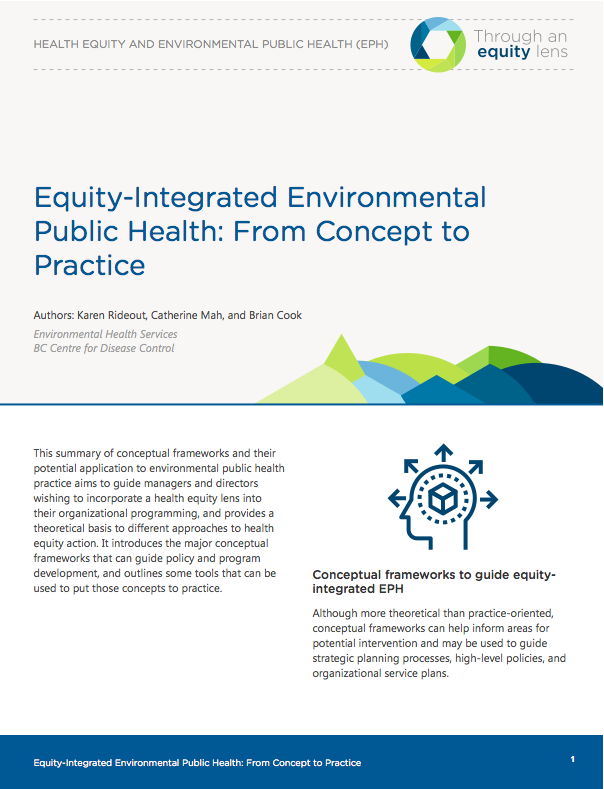 HEALTH EQUITY AND ENVIRONMENTAL PUBLIC HEALTH (EPH)
Through an
equity lens
Equity-Integrated Environmental
Public Health: From Concept to
Practice
Authors: Karen Rideout, Catherine Mah, and Brian Cook
Environmental Health Services
BC Centre for Disease Control
This summary of conceptual frameworks and their
potential application to environmental public health
practice aims to guide managers and directors
wishing to incorporate a health equity lens into
their organizational programming, and provides a
theoretical basis to different approaches to health
equity action. It introduces the major conceptual
frameworks that can guide policy and program
development, and outlines some tools that can be
used to put those concepts to practice.
Conceptual frameworks to guide equity-
integrated EPH
Although more theoretical than practice-oriented,
conceptual frameworks can help inform areas for
potential intervention and may be used to guide
strategic planning processes, high-level policies, and
organizational service plans.
Equity-Integrated Environmental Public Health: From Concept to Practice
1